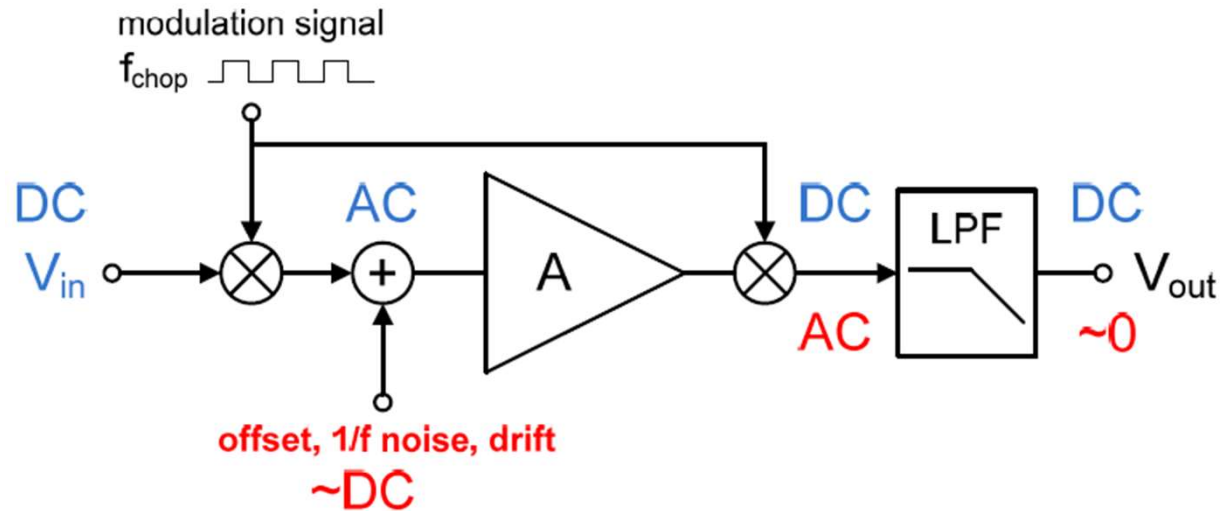 modulation signal
fchop
DC
AC
DC
LPF
DC
Vin
+
A
Vout
AC
~0
offset, 1/f noise, drift
~DC